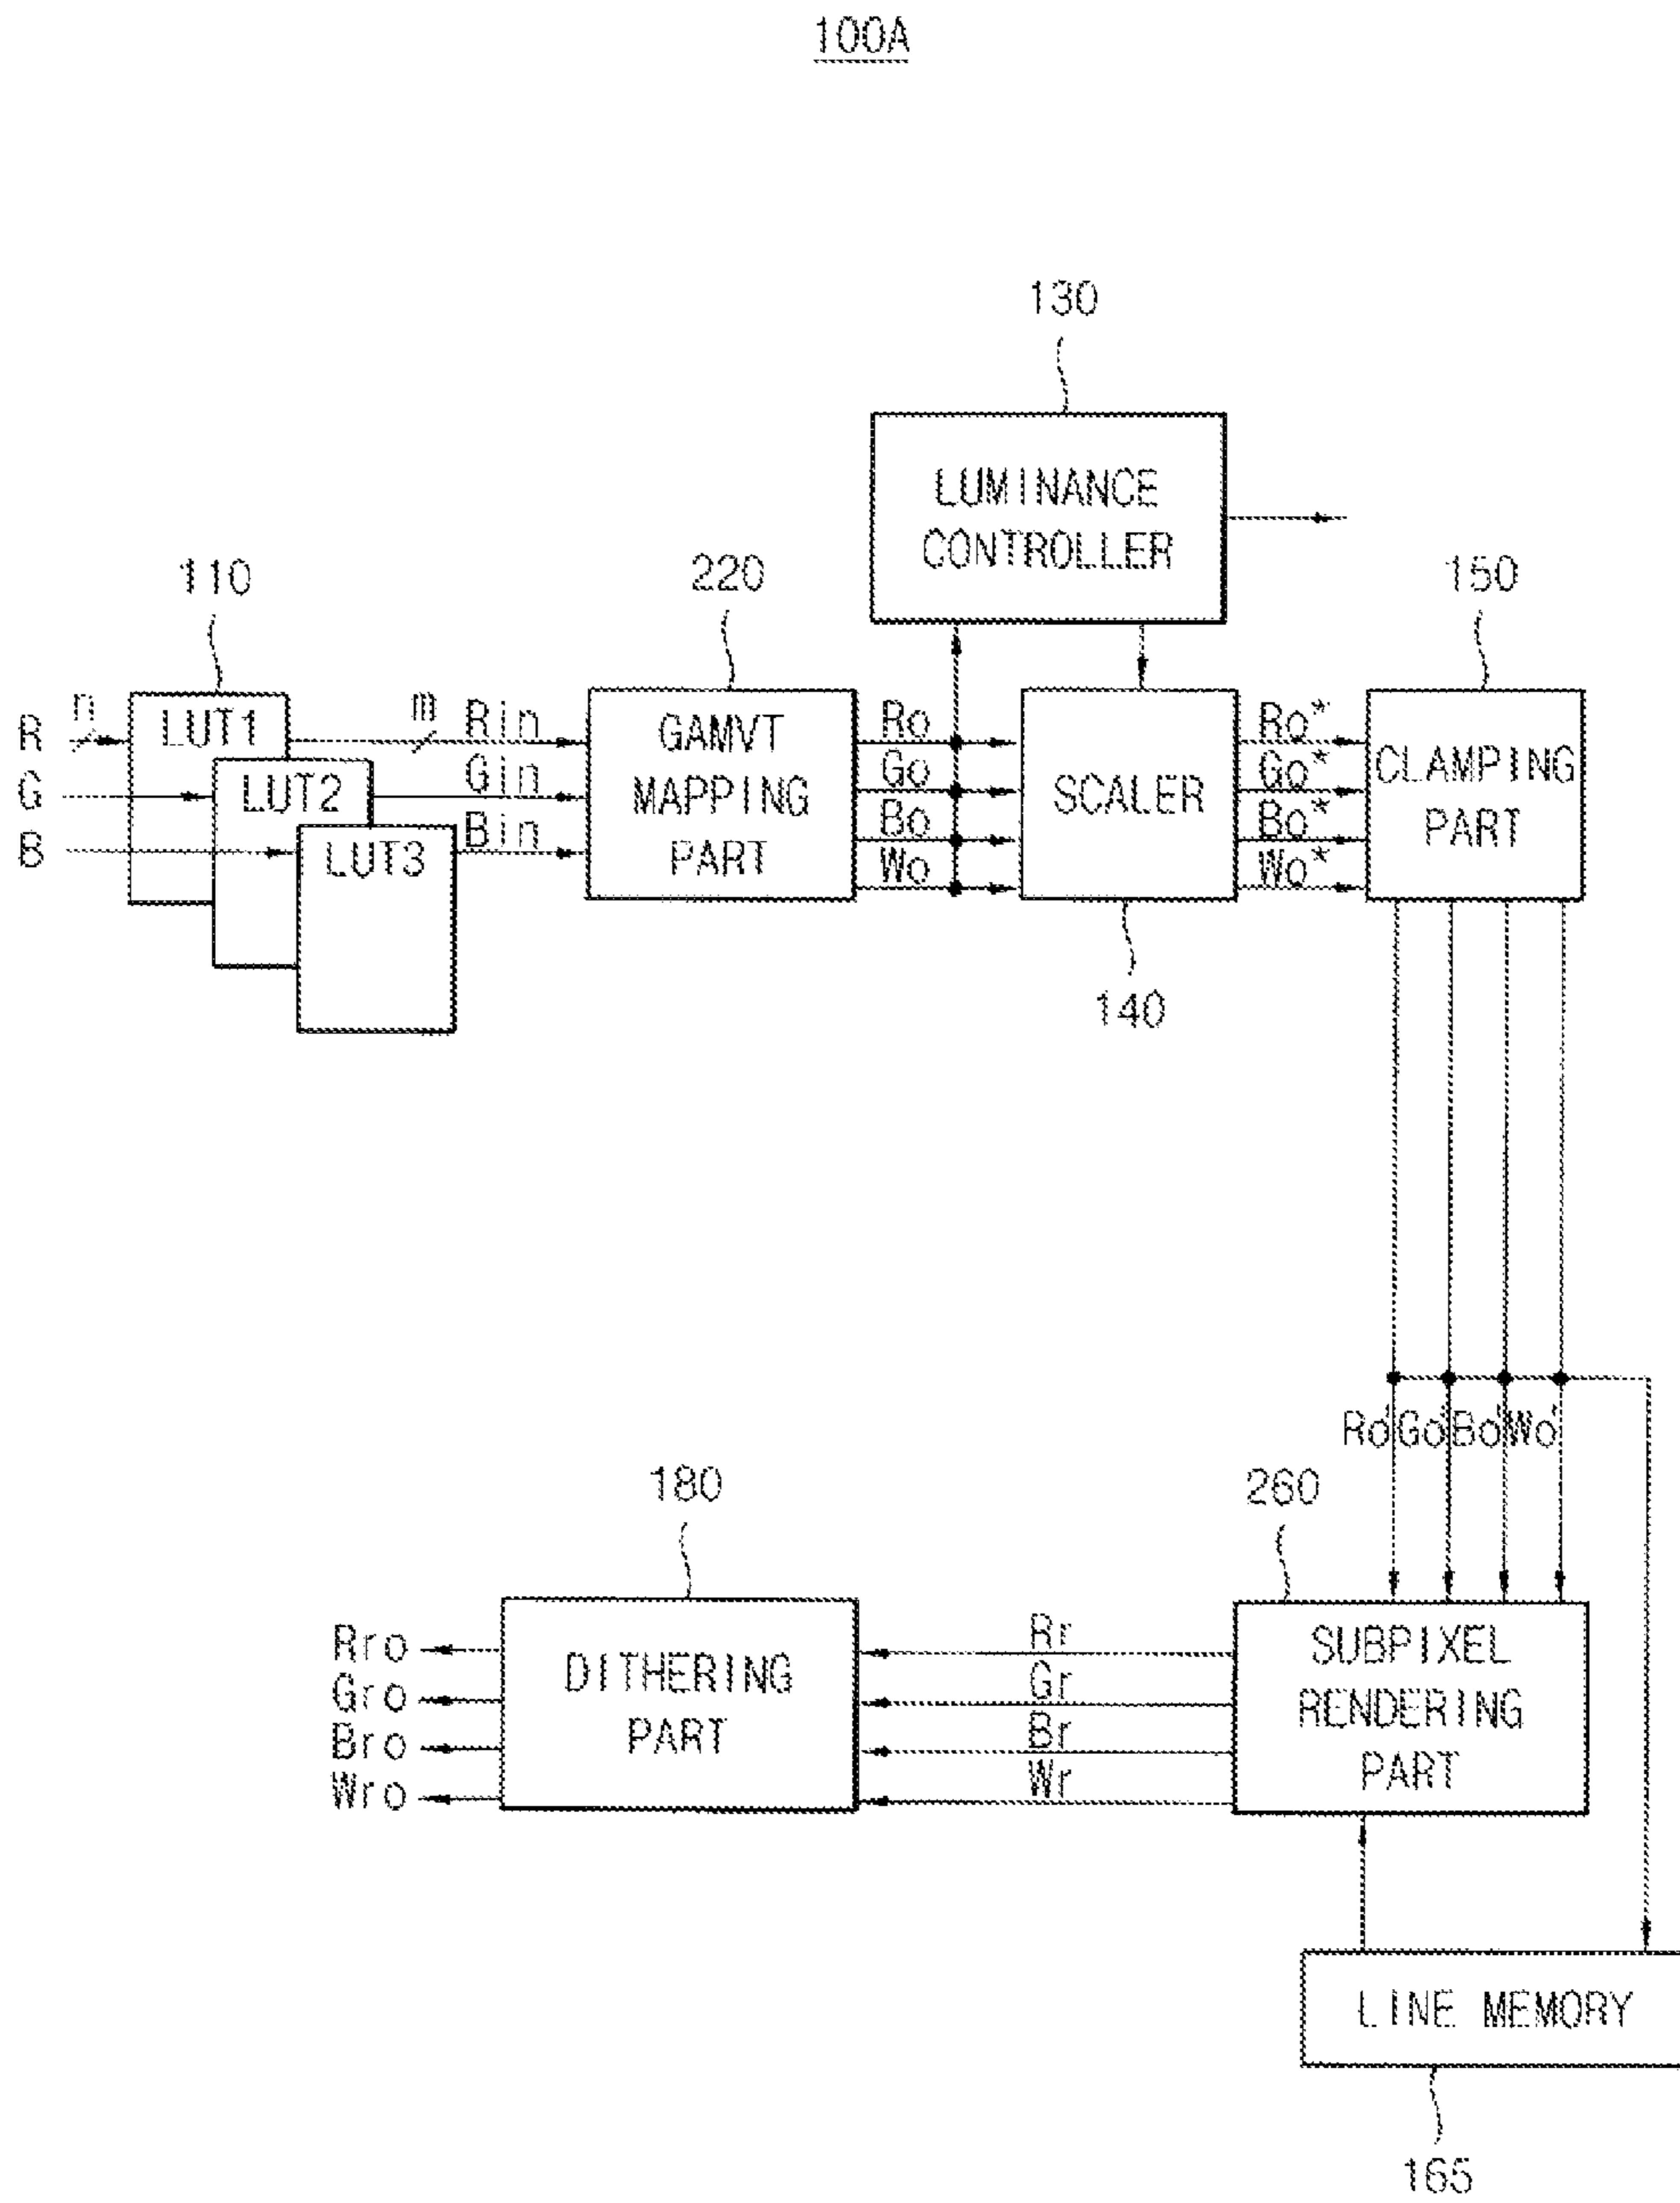 100A
130
LUMINANCE
CONTROLLER
110
220
150
n
m
R
G
B
LUT1
LUT2
LUT3
Rin
Gin
Bin
GAMVT
MAPPING
PART
Ro
Go
Bo
Wo
SCALER
Ro*
Go*
Bo*
Wo*
CLAMPING
PART
140
Ro' Go' Bo' Wo'
180
260
Rro
Gro
Bro
Wro
DITHERING
PART
Rr
Gr
Br
Wr
SUBPIXEL
RENDERING
PART
LINE MEMORY
165